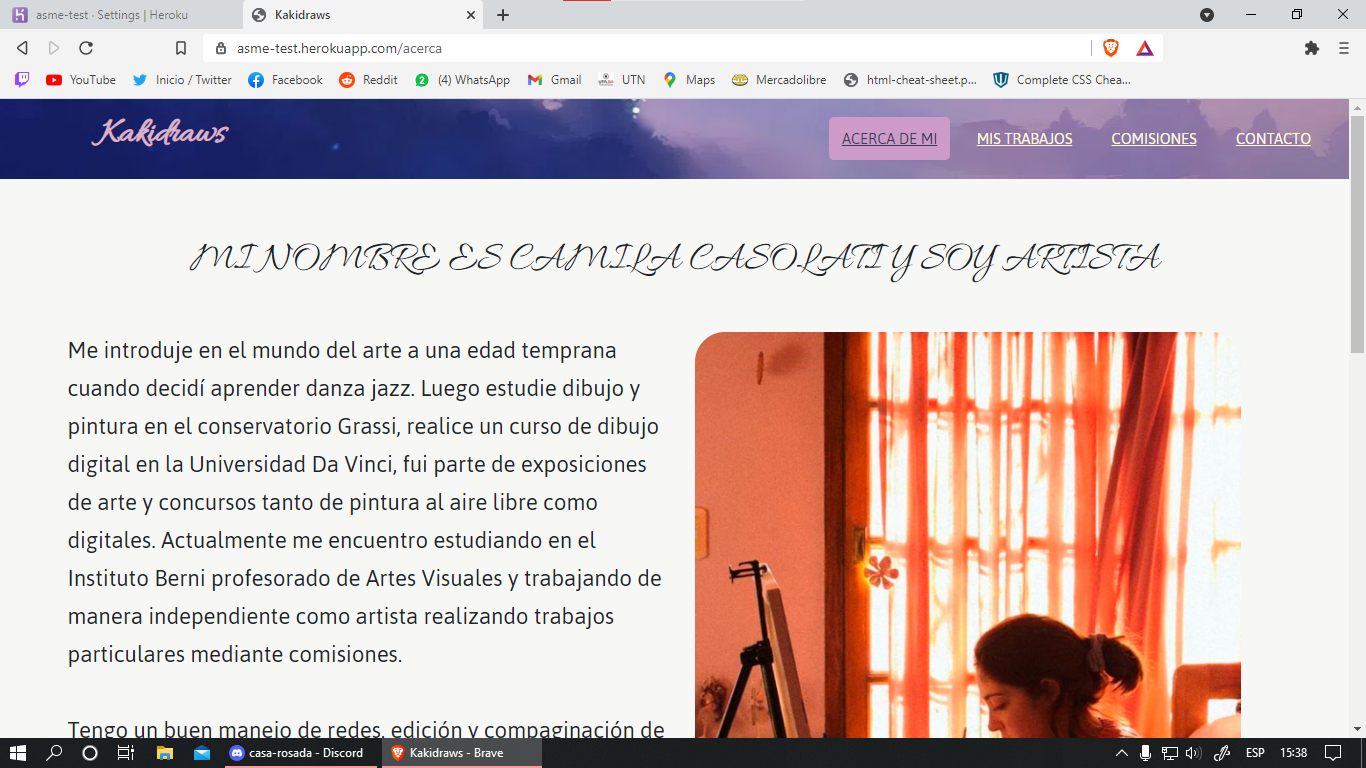 asme-test · Settings | Heroku
Kakidraws
asme-test.herokuapp.com/acerca
YouTube
Inicio / Twitter
Facebook
Reddit
2
(4) WhatsApp
Gmail
UTN
Maps
Mercadolibre
html-cheat-sheet.p...
Complete CSS Chea...
Kakidraws
ACERCA DE MI
MIS TRABAJOS
COMISIONES
CONTACTO
MI NOMBRE ES CAMILA CASOLATI Y SOY ARTISTA
Me introduje en el mundo del arte a una edad temprana
cuando decidí aprender danza jazz. Luego estudie dibujo y
pintura en el conservatorio Grassi, realice un curso de dibujo
digital en la Universidad Da Vinci, fui parte de exposiciones
de arte y concursos tanto de pintura al aire libre como
digitales. Actualmente me encuentro estudiando en el
Instituto Berni profesorado de Artes Visuales y trabajando de
manera independiente como artista realizando trabajos
particulares mediante comisiones.
Tengo un buen manejo de redes, edición y compaginación de
casa-rosada - Discord
Kakidraws - Brave
ESP
15:38